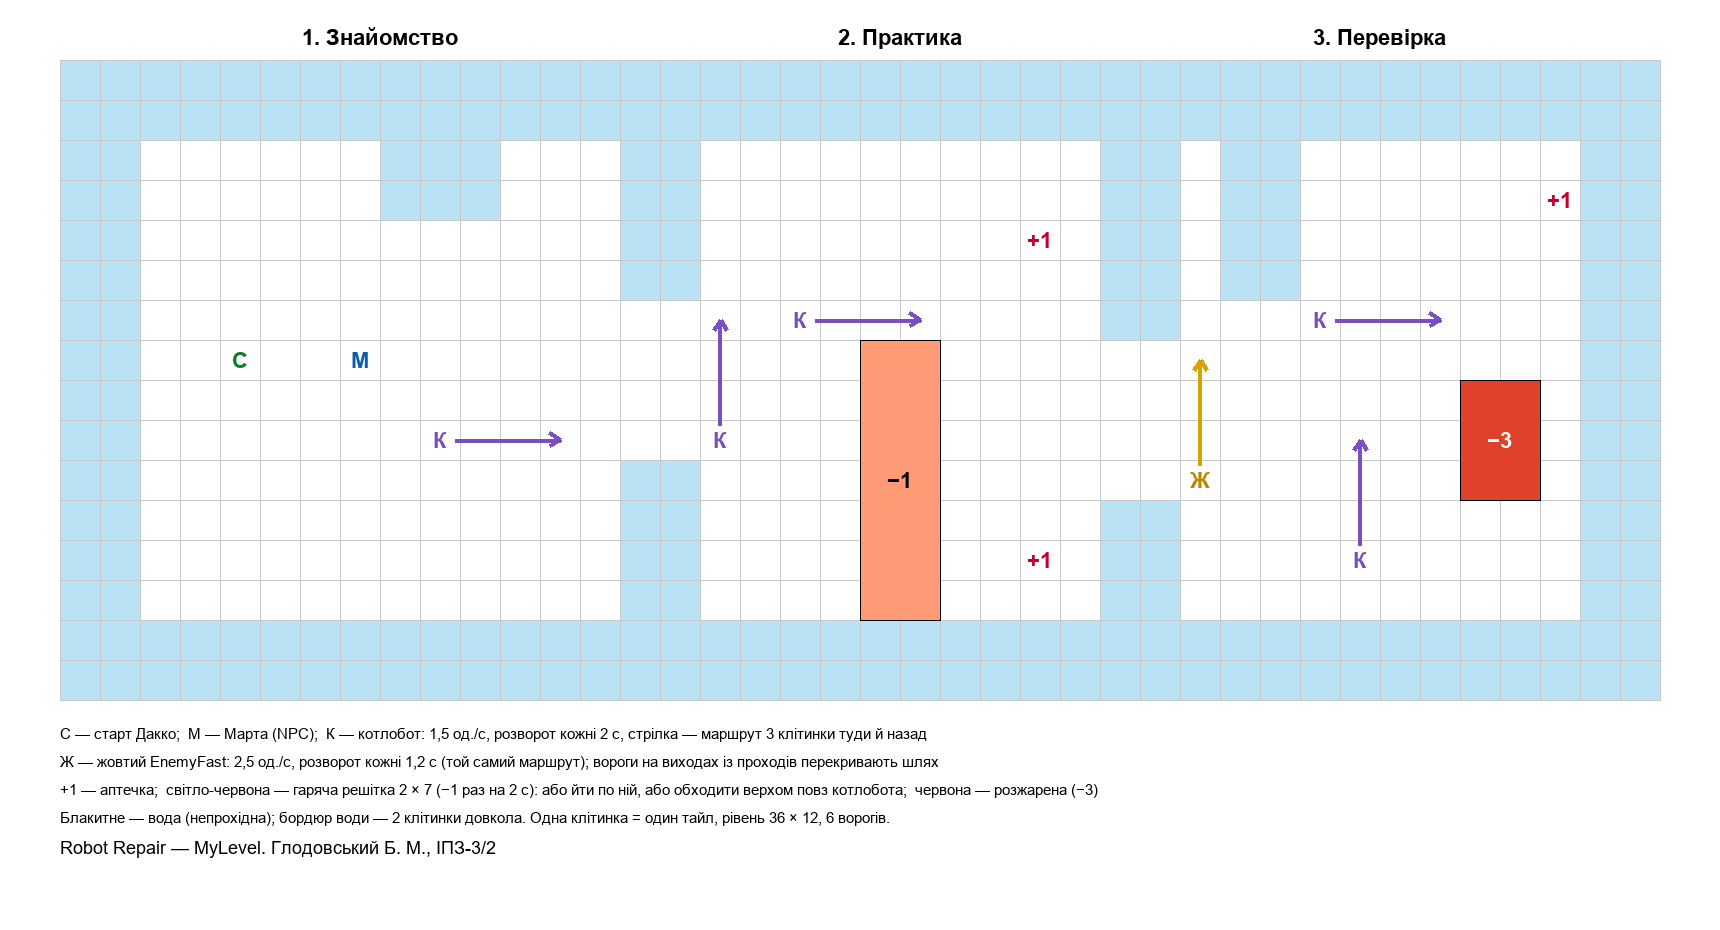 1. Знайомство
2. Практика
3. Перевірка
+1
+1
К
К
С
М
К
К
−3
−1
Ж
+1
К
С — старт Дакко; М — Марта (NPC); К — котлобот: 1,5 од./с, розворот кожні 2 с, стрілка — маршрут 3 клітинки туди й назад
Ж — жовтий EnemyFast: 2,5 од./с, розворот кожні 1,2 с (той самий маршрут); вороги на виходах із проходів перекривають шлях
+1 — аптечка; світло-червона — гаряча решітка 2 × 7 (−1 раз на 2 с): або йти по ній, або обходити верхом повз котлобота; червона — розжарена (−3)
Блакитне — вода (непрохідна); бордюр води — 2 клітинки довкола. Одна клітинка = один тайл, рівень 36 × 12, 6 ворогів.
Robot Repair — MyLevel. Глодовський Б. М., ІПЗ-3/2